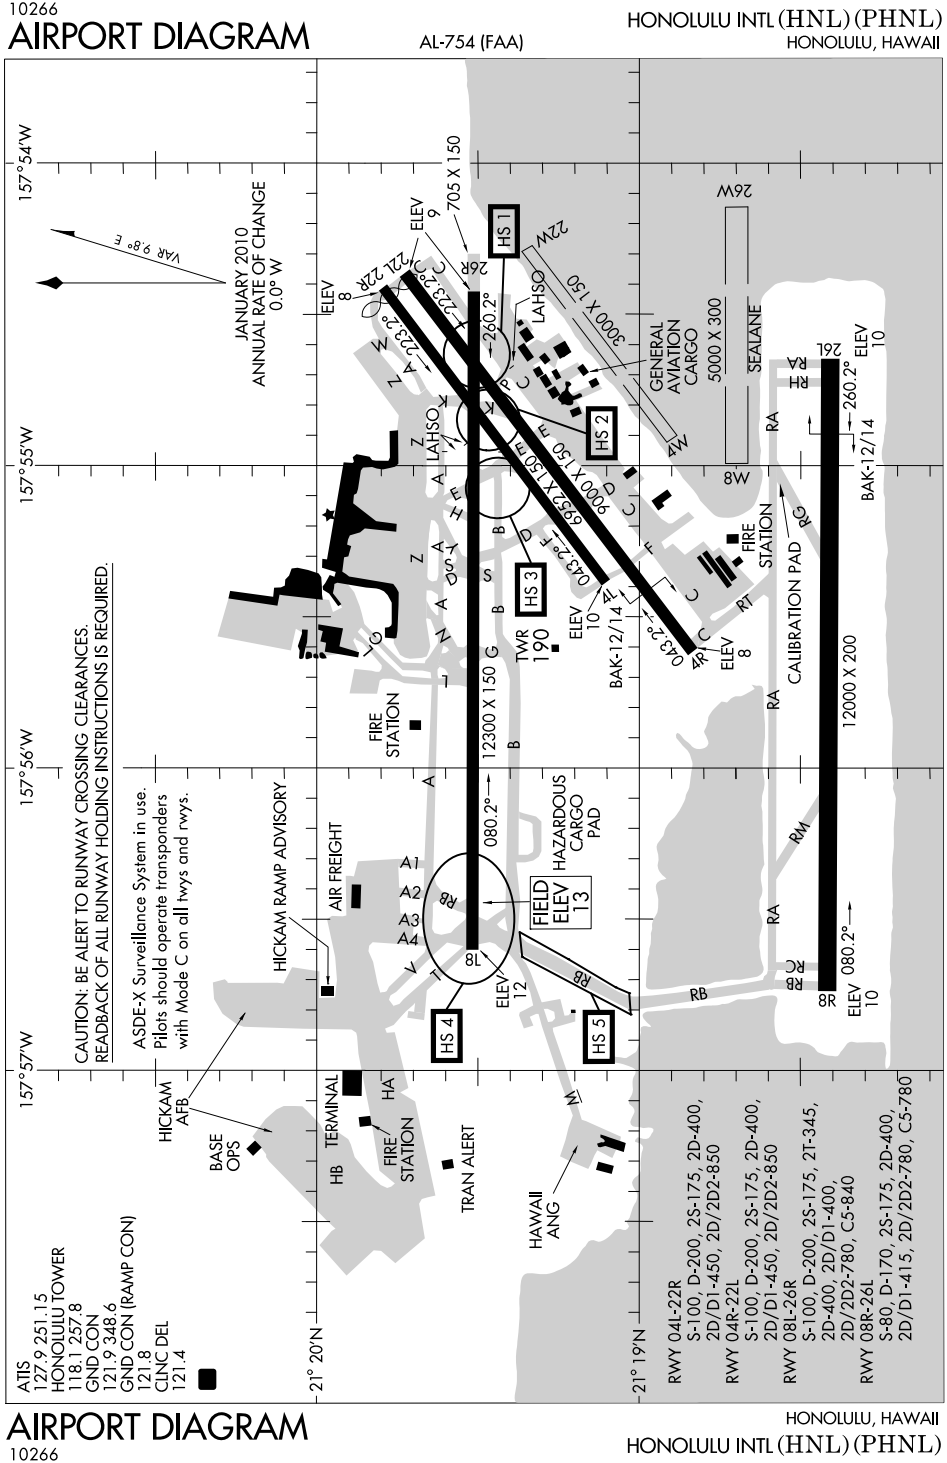 10266
AIRPORT DIAGRAM
AL-754 (FAA)
HONOLULU INTL (HNL) (PHNL)
HONOLULU, HAWAII
157°54'W
157°55'W
157°56'W
157°57'W
21° 20'N
21° 19'N
VAR 9.8° E
JANUARY 2010
ANNUAL RATE OF CHANGE
0.0° W
CAUTION: BE ALERT TO RUNWAY CROSSING CLEARANCES.
READBACK OF ALL RUNWAY HOLDING INSTRUCTIONS IS REQUIRED.
ASDE-X Surveillance System in use.
Pilots should operate transponders
with Mode C on all twys and rwys.
ATIS
127.9 251.15
HONOLULU TOWER
118.1 257.8
GND CON
121.9 348.6
GND CON (RAMP CON)
121.8
CLNC DEL
121.4
ELEV
8
22R
22L
223.2°
223.2°
ELEV
9
705 X 150
26R
260.2°
HS 1
LAHSO
22W
3000 X 150
4W
GENERAL
AVIATION
CARGO
26W
5000 X 300
SEALANE
8W
26L
ELEV
10
260.2°
BAK-12/14
RA
RH
RA
RG
CALIBRATION PAD
FIRE
STATION
HS 2
LAHSO
W
A
Z
C
C
K
K
P
C
Z
A
E
H
E
F
B
D
D
C
F
6952 X 150
9000 X 150
043.2°
4L
ELEV
10
BAK-12/14
043.2°
4R
ELEV
8
C
C
RT
HS 3
TWR
190
Z
A
Y
S
D
S
A
B
N
G
G
L
L
FIRE
STATION
12300 X 150
B
A
080.2°
HAZARDOUS
CARGO
PAD
FIELD
ELEV
13
RA
12000 X 200
RM
RA
RC
RB
8R
080.2°
ELEV
10
HICKAM RAMP ADVISORY
AIR FREIGHT
A1
A2
A3
A4
RB
V
T
8L
ELEV
12
HS 4
RB
HS 5
RB
HICKAM
AFB
BASE
OPS
TERMINAL
HA
HB
FIRE
STATION
TRAN ALERT
W
HAWAII
ANG
RWY 04L-22R
S-100, D-200, 2S-175, 2D-400,
2D/D1-450, 2D/2D2-850
RWY 04R-22L
S-100, D-200, 2S-175, 2D-400,
2D/D1-450, 2D/2D2-850
RWY 08L-26R
S-100, D-200, 2S-175, 2T-345,
2D-400, 2D/D1-400,
2D/2D2-780, C5-840
RWY 08R-26L
S-80, D-170, 2S-175, 2D-400,
2D/D1-415, 2D/2D2-780, C5-780
AIRPORT DIAGRAM
10266
HONOLULU, HAWAII
HONOLULU INTL (HNL) (PHNL)